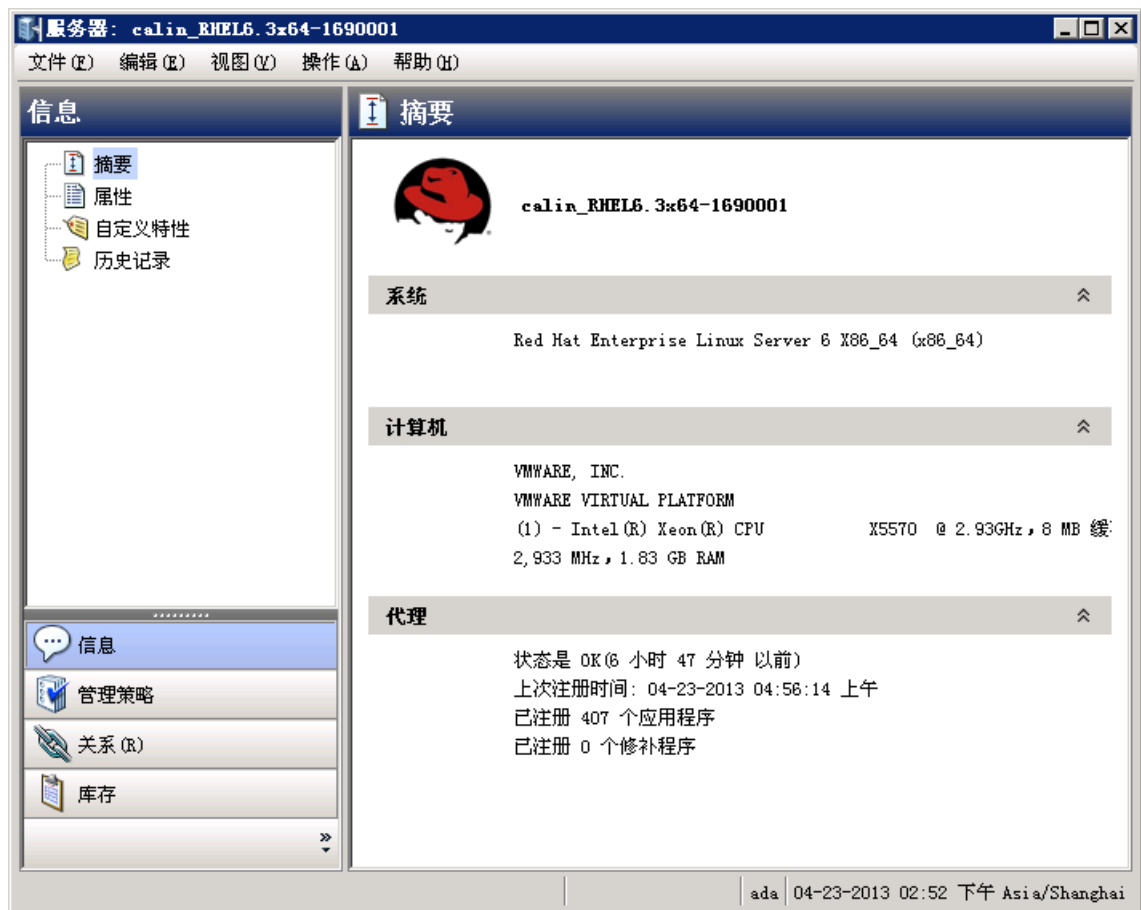 服务器: calin_RHEL6.3x64-1690001
文件(F) 编辑(E) 视图(V) 操作(A) 帮助(H)
信息
摘要
属性
自定义特性
历史记录
信息
管理策略
关系(R)
库存
摘要
calin_RHEL6.3x64-1690001
系统
Red Hat Enterprise Linux Server 6 X86_64 (x86_64)
计算机
VMWARE, INC.
VMWARE VIRTUAL PLATFORM
(1) - Intel(R) Xeon(R) CPU X5570 @ 2.93GHz，8 MB 缓
2,933 MHz，1.83 GB RAM
代理
状态是 OK(6 小时 47 分钟 以前)
上次注册时间: 04-23-2013 04:56:14 上午
已注册 407 个应用程序
已注册 0 个修补程序
ada 04-23-2013 02:52 下午 Asia/Shanghai